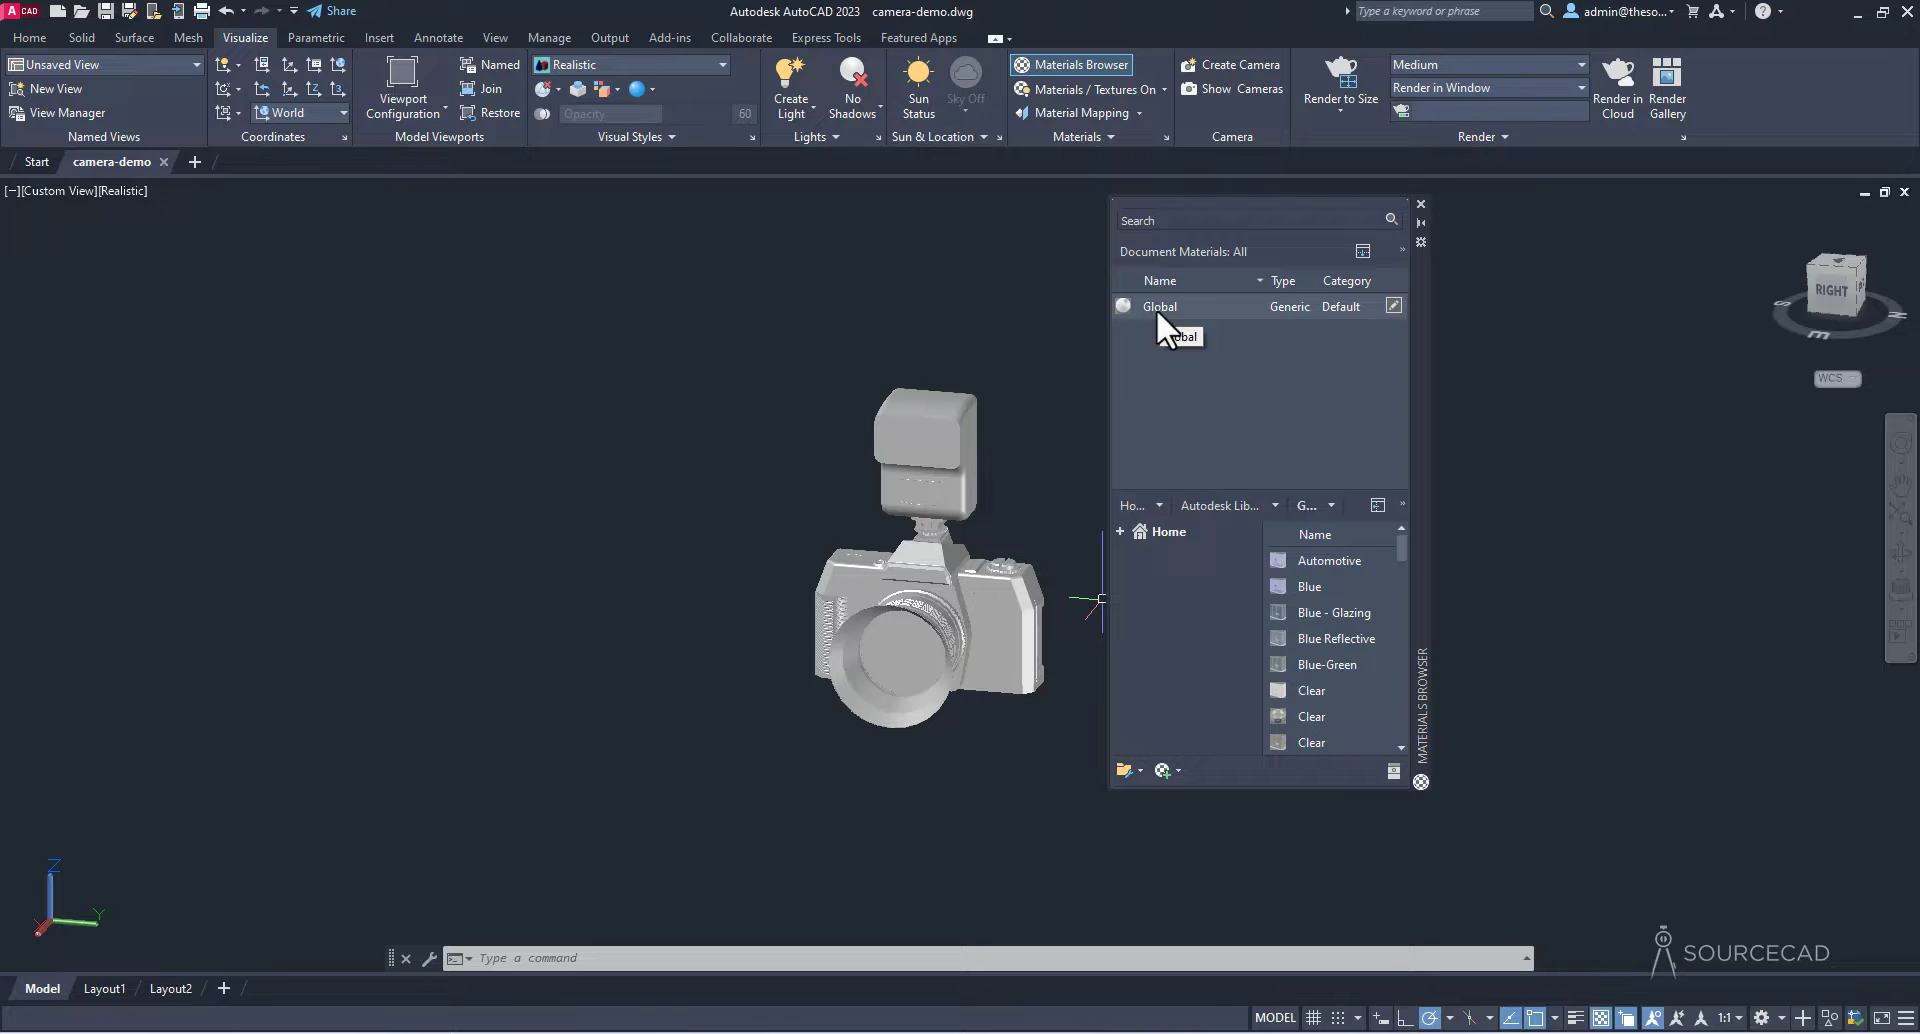 A CAD Share Autodesk AutoCAD 2023 camera-demo.dwg Type a keyword or phrase admin@theso...
Home Solid Surface Mesh Visualize Parametric Insert Annotate View Manage Output Add-ins Collaborate Express Tools Featured Apps
Unsaved View
New View
View Manager
Named Views
World
Coordinates
Viewport
Configuration
Named
Join
Restore
Model Viewports
Realistic
Opacity 60
Visual Styles
Create
Light
No
Shadows
Lights
Sun
Status
Sky Off
Sun & Location
Materials Browser
Materials / Textures On
Material Mapping
Materials
Create Camera
Show Cameras
Camera
Render to Size
Medium
Render in Window
Render in
Cloud
Render
Gallery
Render
Start camera-demo
[−][Custom View][Realistic]
Search
Document Materials: All
Name Type Category
Global Generic Default
Ho... Autodesk Lib... G...
Home
Name
Automotive
Blue
Blue - Glazing
Blue Reflective
Blue-Green
Clear
Clear
Clear
MATERIALS BROWSER
RIGHT
S
E
N
WCS
Z
Y
X
Type a command
SOURCECAD
Model Layout1 Layout2
MODEL 1:1